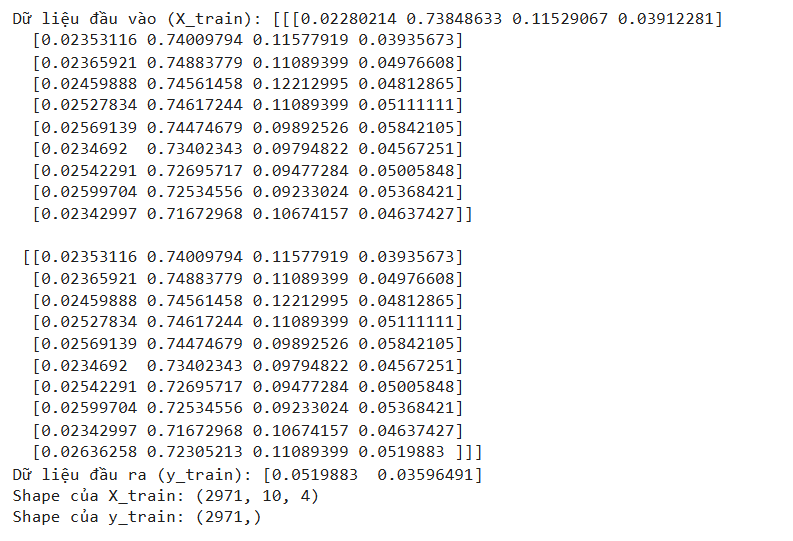 Dữ liệu đầu vào (X_train): [[[0.02280214 0.73848633 0.11529067 0.03912281]
[0.02353116 0.74009794 0.11577919 0.03935673]
[0.02365921 0.74883779 0.11089399 0.04976608]
[0.02459888 0.74561458 0.12212995 0.04812865]
[0.02527834 0.74617244 0.11089399 0.05111111]
[0.02569139 0.74474679 0.09892526 0.05842105]
[0.0234692  0.73402343 0.09794822 0.04567251]
[0.02542291 0.72695717 0.09477284 0.05005848]
[0.02599704 0.72534556 0.09233024 0.05368421]
[0.02342997 0.71672968 0.10674157 0.04637427]]
[[0.02353116 0.74009794 0.11577919 0.03935673]
[0.02365921 0.74883779 0.11089399 0.04976608]
[0.02459888 0.74561458 0.12212995 0.04812865]
[0.02527834 0.74617244 0.11089399 0.05111111]
[0.02569139 0.74474679 0.09892526 0.05842105]
[0.0234692  0.73402343 0.09794822 0.04567251]
[0.02542291 0.72695717 0.09477284 0.05005848]
[0.02599704 0.72534556 0.09233024 0.05368421]
[0.02342997 0.71672968 0.10674157 0.04637427]
[0.02636258 0.72305213 0.11089399 0.0519883 ]]]
Dữ liệu đầu ra (y_train): [0.0519883  0.03596491]
Shape của X_train: (2971, 10, 4)
Shape của y_train: (2971,)